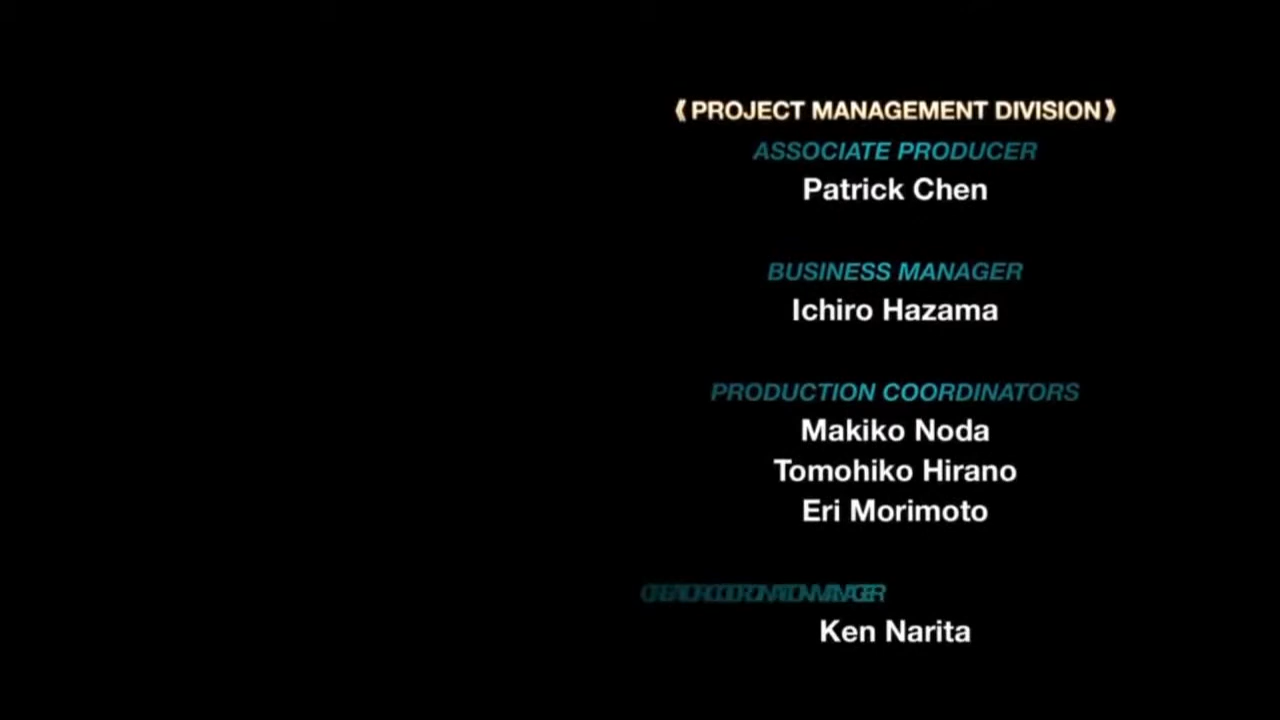 《PROJECT MANAGEMENT DIVISION》
ASSOCIATE PRODUCER
Patrick Chen
BUSINESS MANAGER
Ichiro Hazama
PRODUCTION COORDINATORS
Makiko Noda
Tomohiko Hirano
Eri Morimoto
MANAGER
Ken Narita